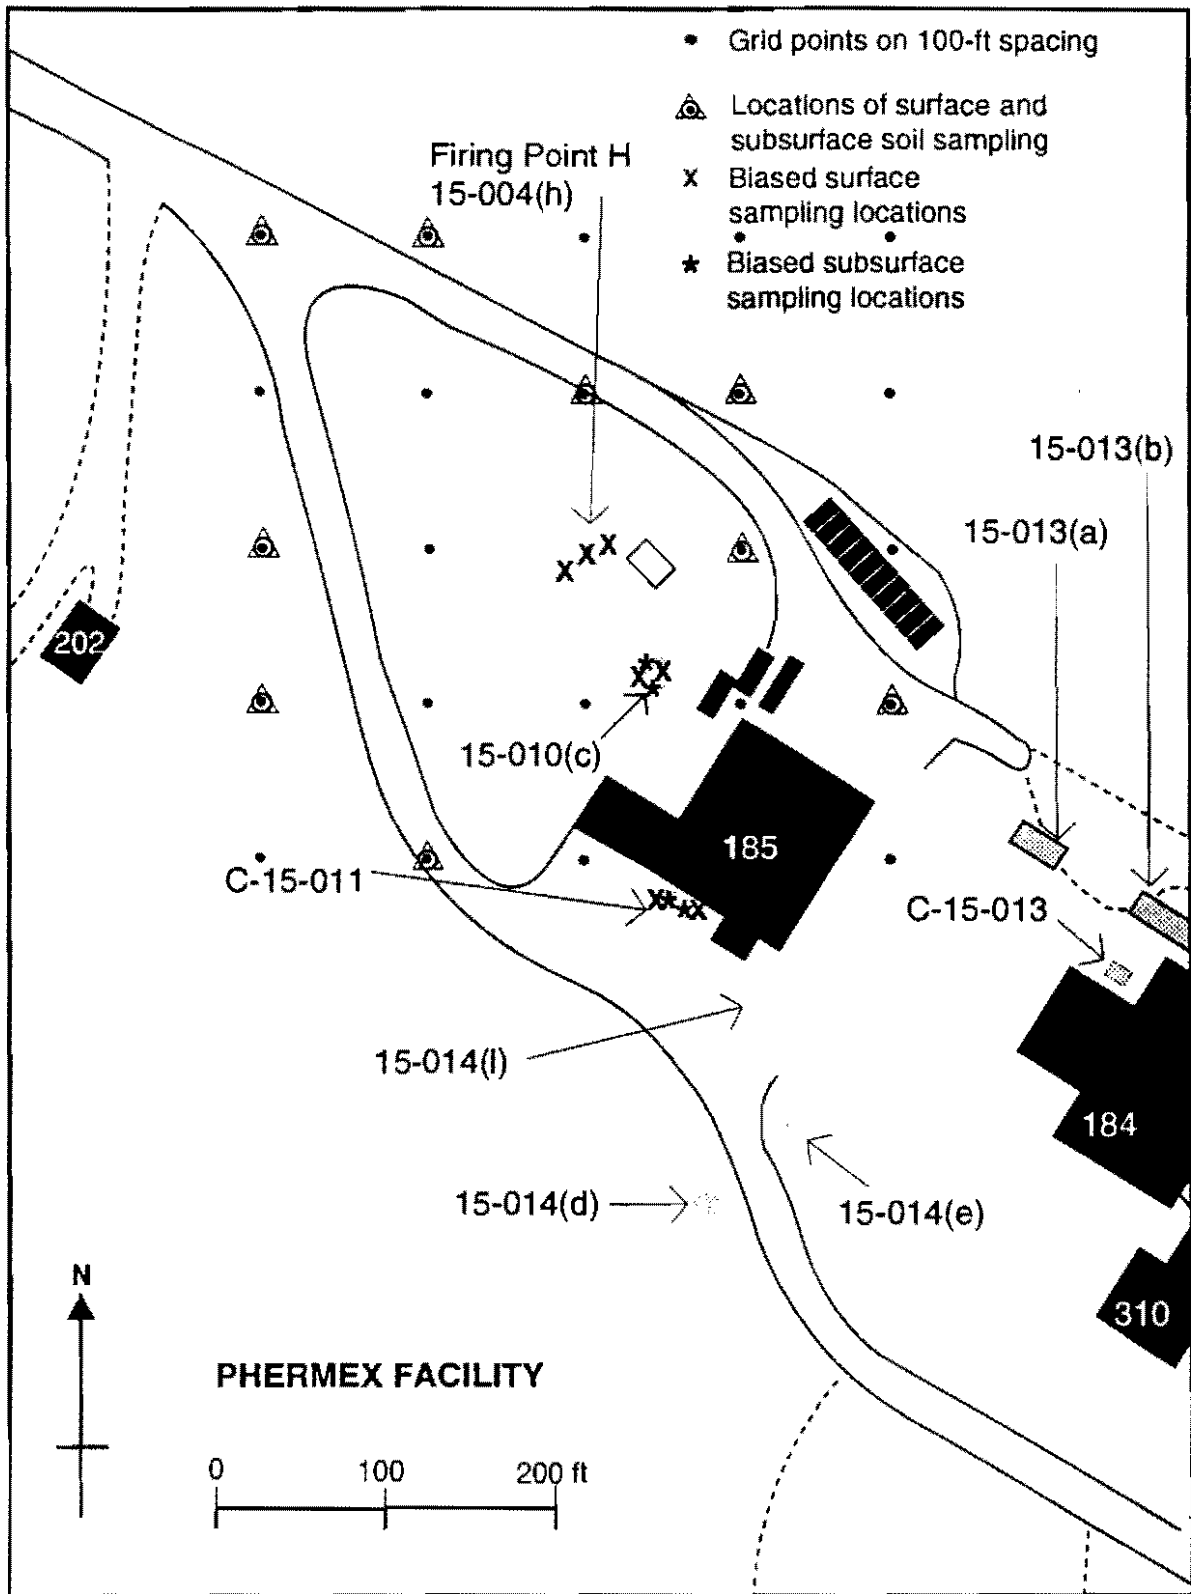 Grid points on 100-ft spacing
Locations of surface and
subsurface soil sampling
Firing Point H
15-004(h)
X Biased surface
sampling locations
Biased subsurface
sampling locations
15-013(b)
15-013(a)
X X X
202
X X
15-010(c)
185
C-15-011
X X
C-15-013
15-014(l)
184
15-014(d)
15-014(e)
N
310
PHERMEX FACILITY
0 100 200 ft